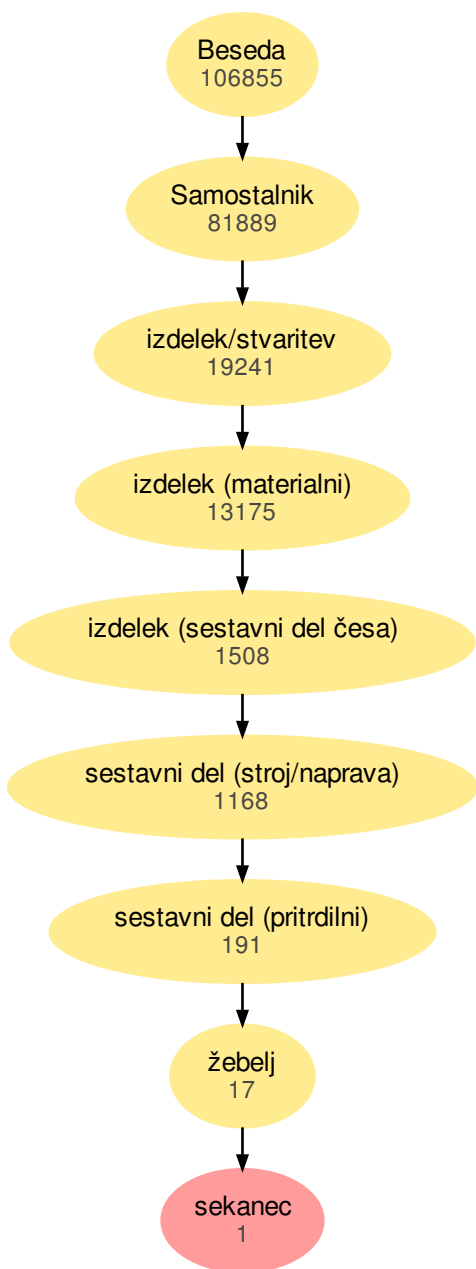 Beseda
106855
Samostalnik
81889
izdelek/stvaritev
19241
izdelek (materialni)
13175
izdelek (sestavni del česa)
1508
sestavni del (stroj/naprava)
1168
sestavni del (pritrdilni)
191
žebelj
17
sekanec
1